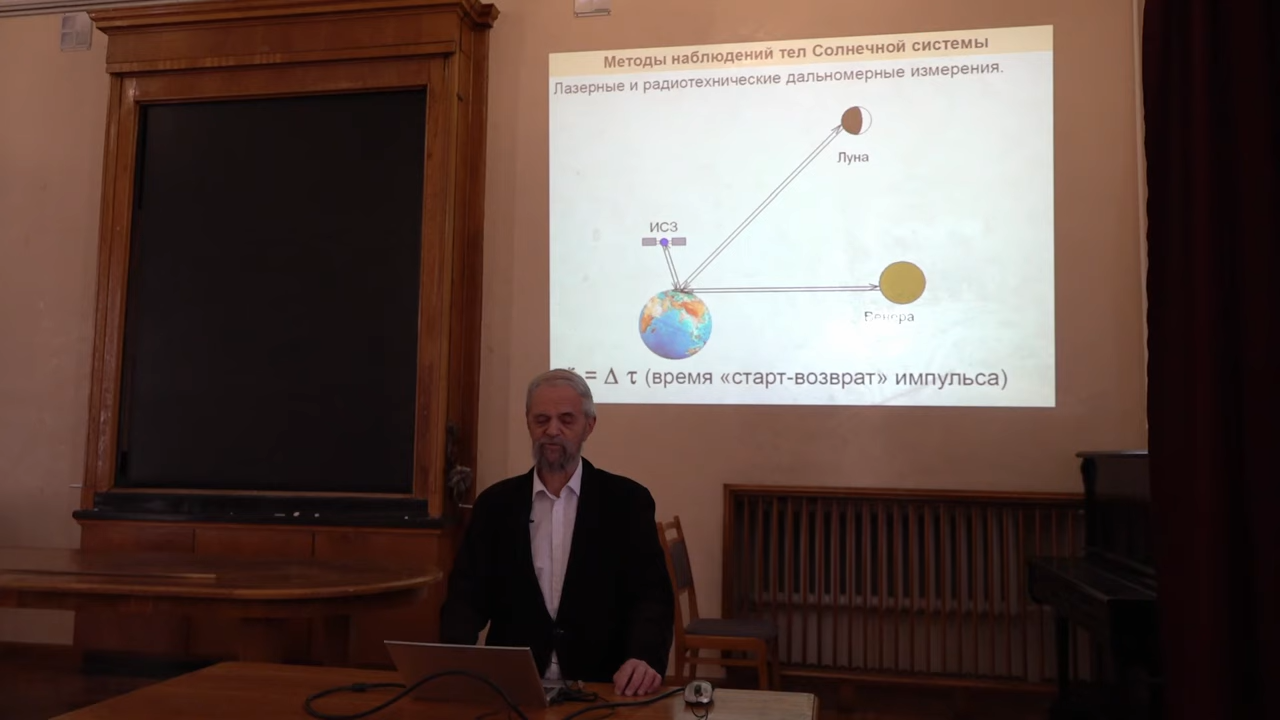 Методы наблюдений тел Солнечной системы
Лазерные и радиотехнические дальномерные измерения.
Луна
ИСЗ
Венера
= Δ τ (время «старт-возврат» импульса)